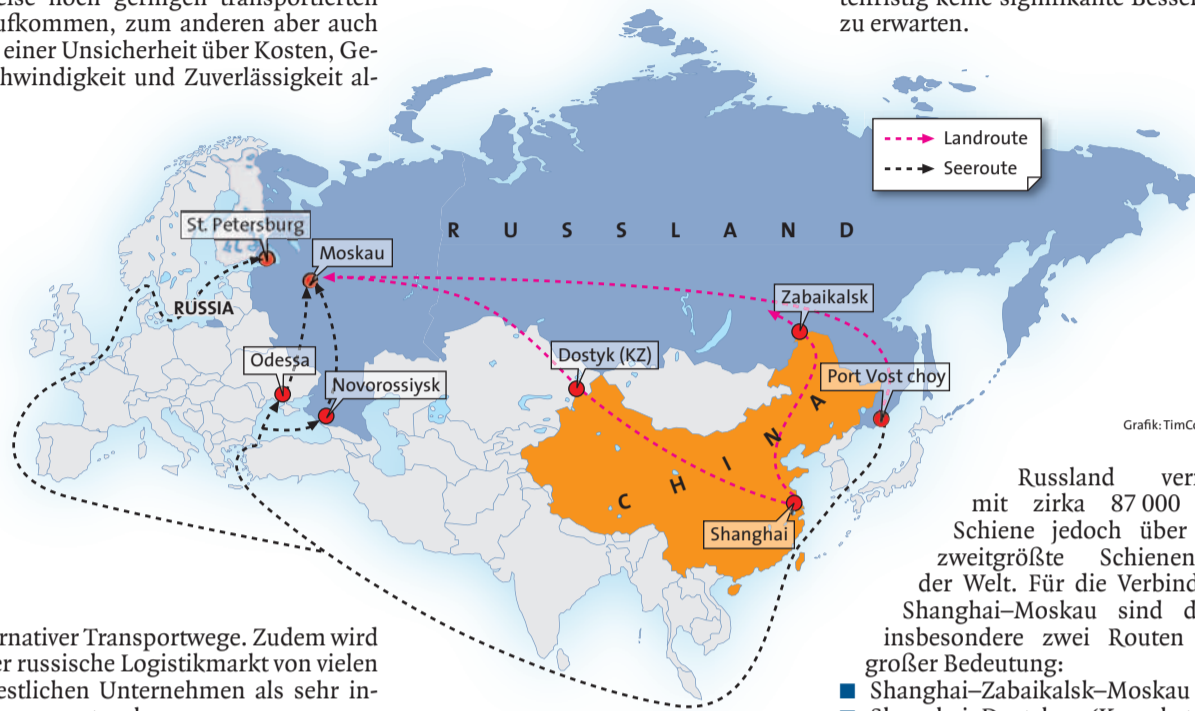 eise noch geringen transportierten
ufkommen, zum anderen aber auch
einer Unsicherheit über Kosten, Ge-
hwindigkeit und Zuverlässigkeit al-
zu erwarten.
Landroute
Seeroute
RUSSLAND
St. Petersburg
Moskau
RUSSIA
Zabaikalsk
Odessa
Dostyk (KZ)
Novorossiysk
Port Vost choy
CHINA
Shanghai
Grafik: TimCo
Russland verf
mit zirka 87 000
Schiene jedoch über
zweitgrößte Schienen
der Welt. Für die Verbind
Shanghai–Moskau sind d
insbesondere zwei Routen
großer Bedeutung:
■ Shanghai–Zabaikalsk–Moskau
rnativer Transportwege. Zudem wird
er russische Logistikmarkt von vielen
estlichen Unternehmen als sehr in-